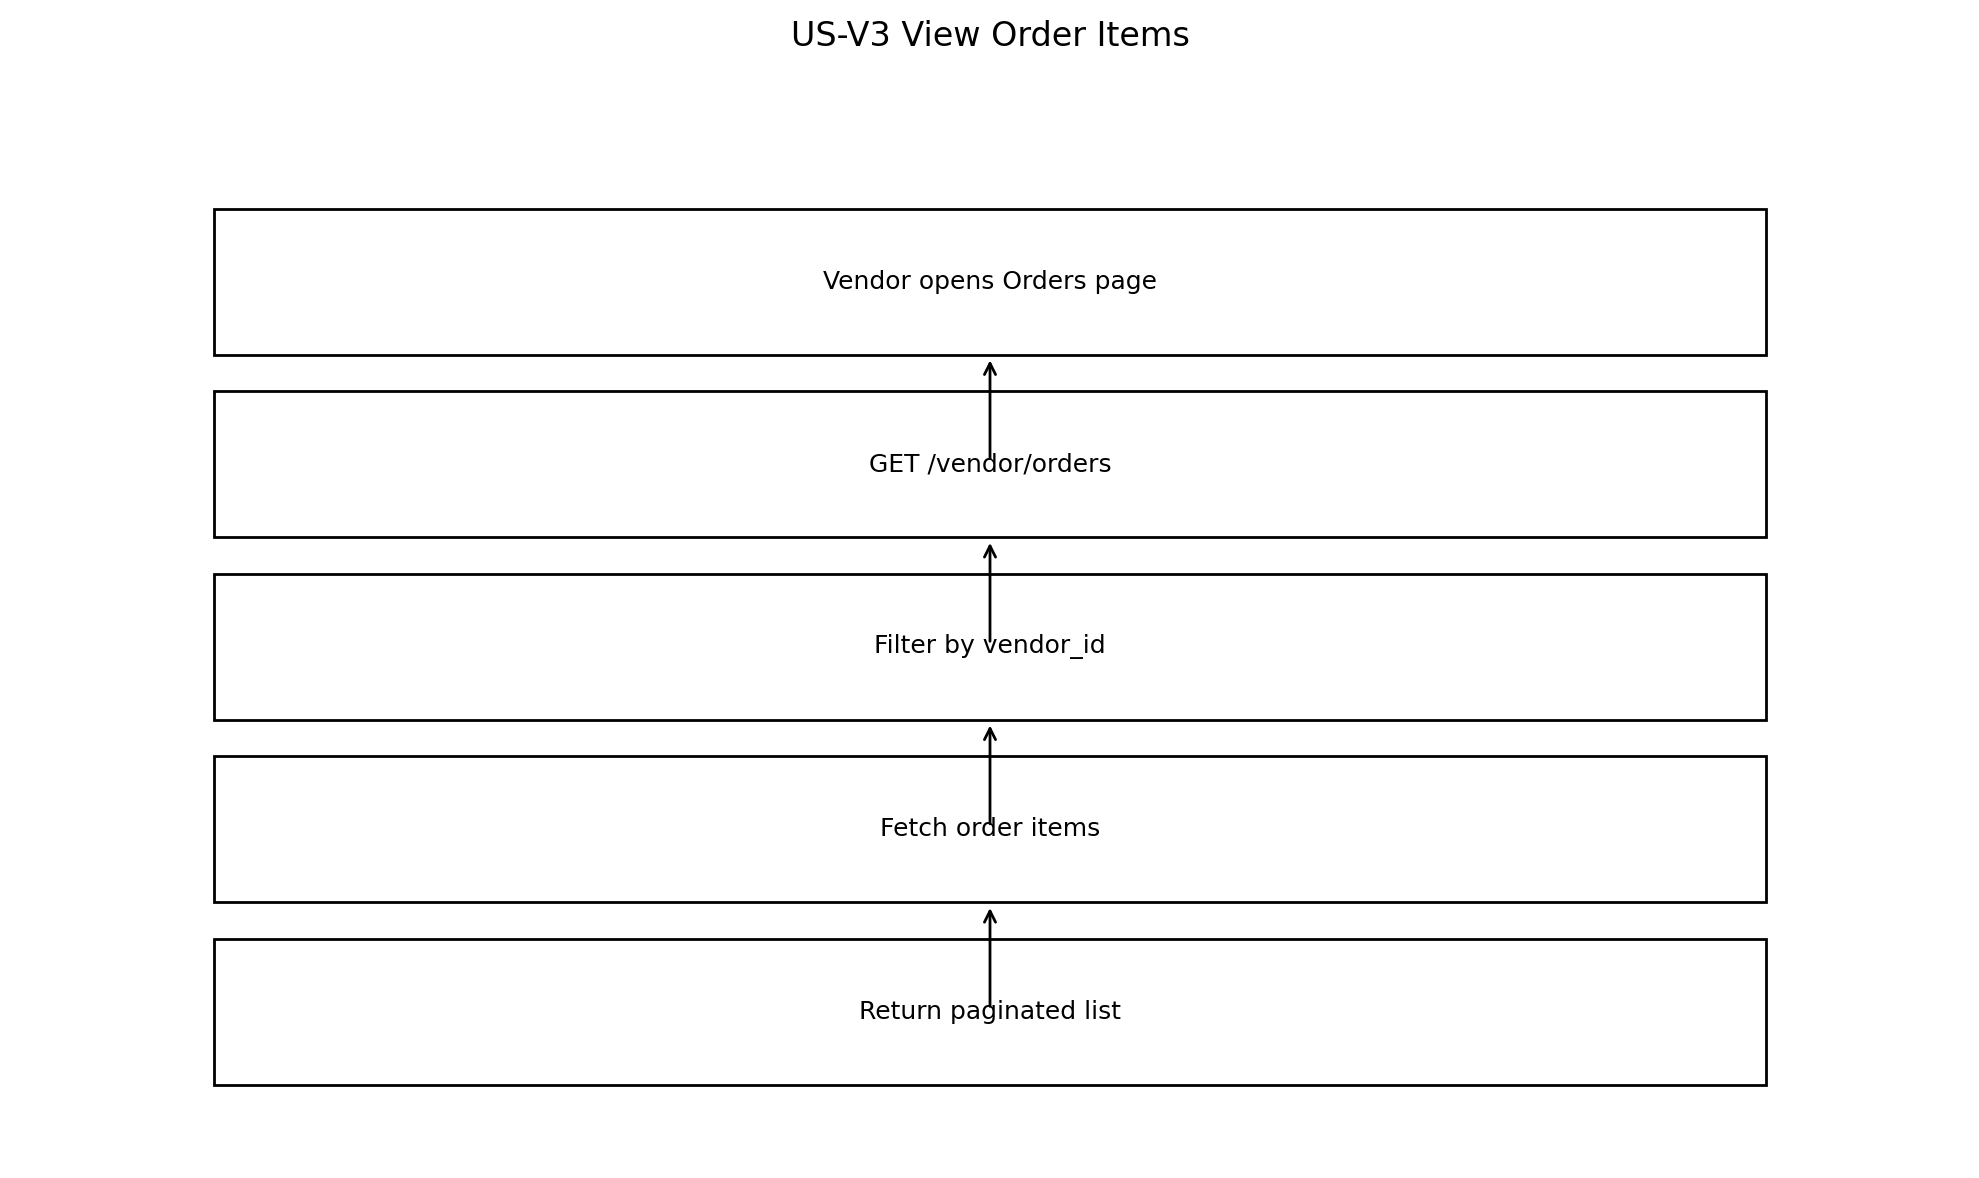 US-V3 View Order Items
Vendor opens Orders page
GET /vendor/orders
Filter by vendor_id
Fetch order items
Return paginated list